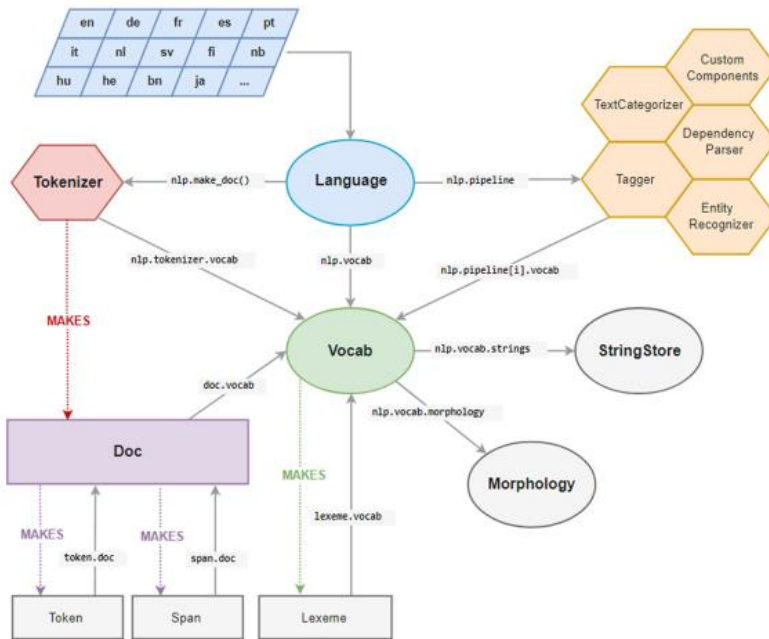 en de fr es pt
it nl sv fi nb
hu he bn ja ...
Custom
Components
TextCategorizer
Dependency
Parser
Tokenizer
nlp.make_doc()
Language
nlp.pipeline
Tagger
Entity
Recognizer
nlp.tokenizer.vocab
nlp.vocab
nlp.pipeline[i].vocab
MAKES
Vocab
nlp.vocab.strings
StringStore
doc.vocab
nlp.vocab.morphology
Doc
MAKES
Morphology
MAKES
MAKES
lexeme.vocab
token.doc
span.doc
Token
Span
Lexeme